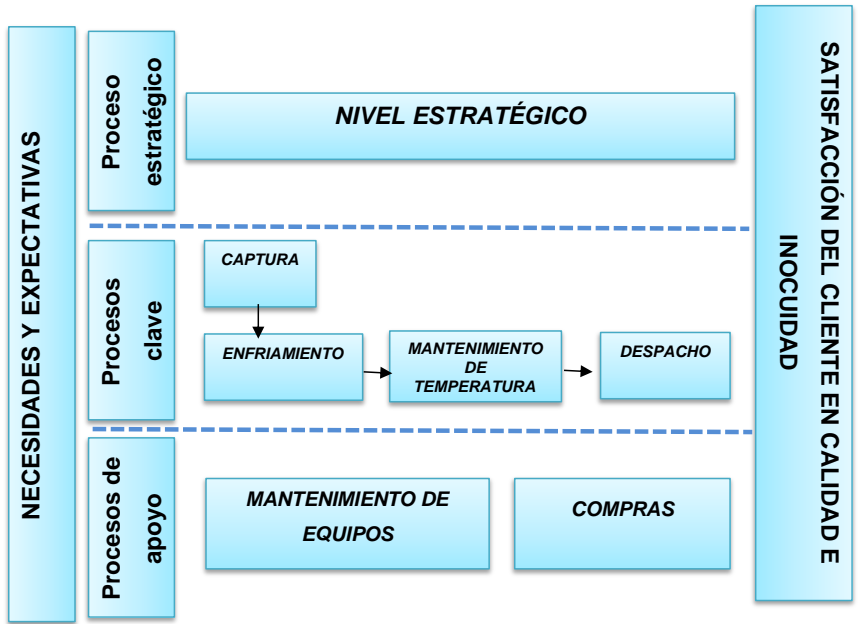 NECESIDADES Y EXPECTATIVAS
Proceso
estratégico
NIVEL ESTRATÉGICO
Procesos
clave
CAPTURA
ENFRIAMIENTO
MANTENIMIENTO
DE
TEMPERATURA
DESPACHO
Procesos de
apoyo
MANTENIMIENTO DE
EQUIPOS
COMPRAS
SATISFACCIÓN DEL CLIENTE EN CALIDAD E
INOCUIDAD